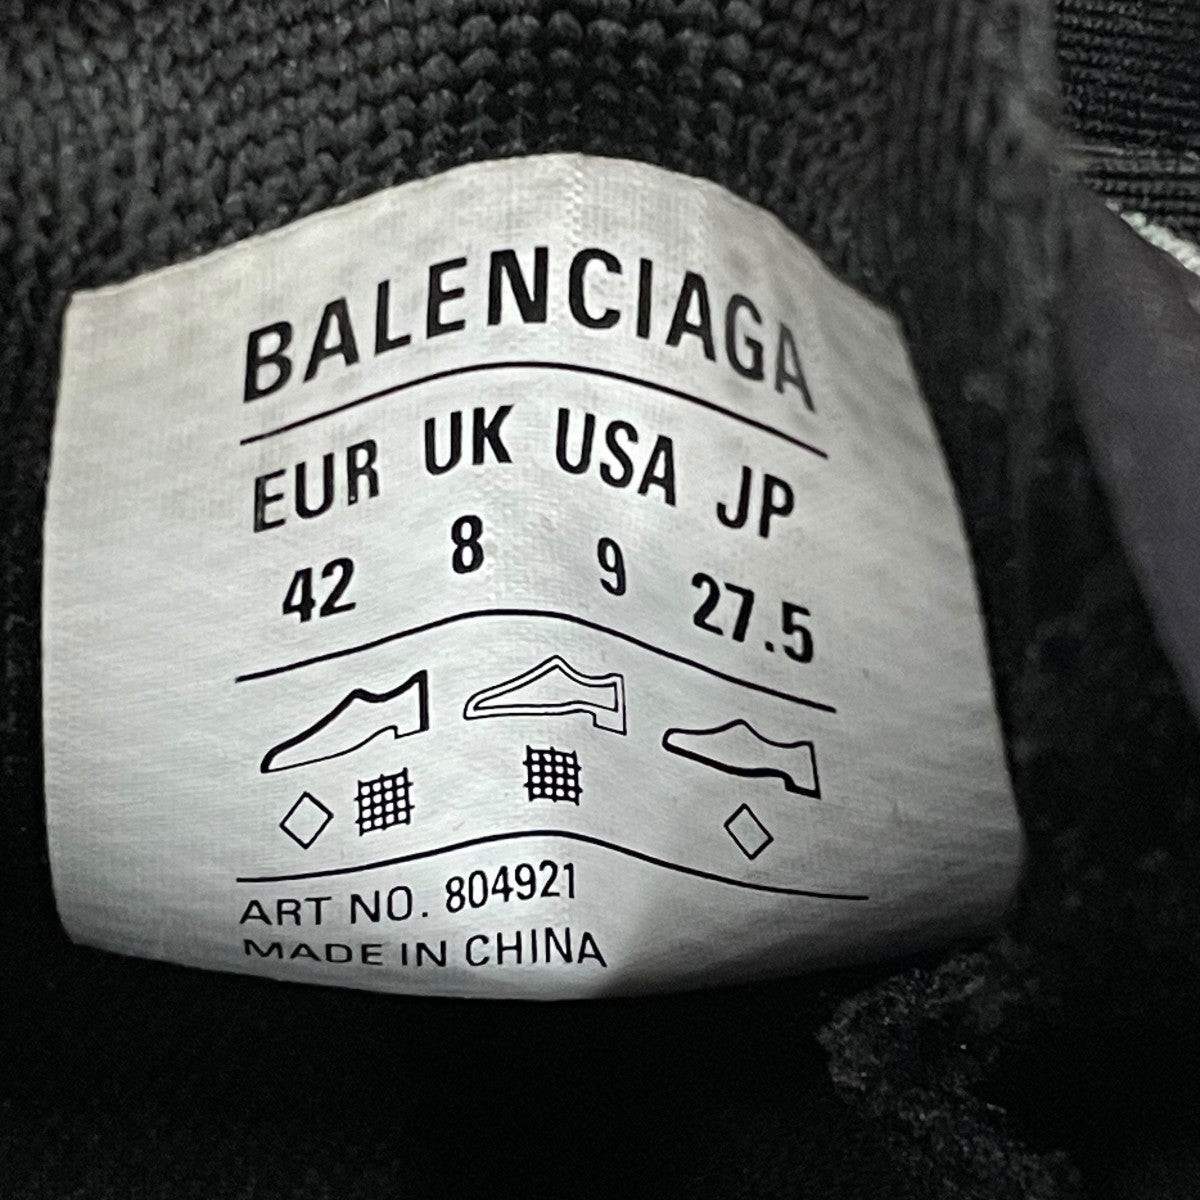 BALENCIAGA
EUR UK USA JP
42 8 9 27.5
ART NO. 804921
MADE IN CHINA